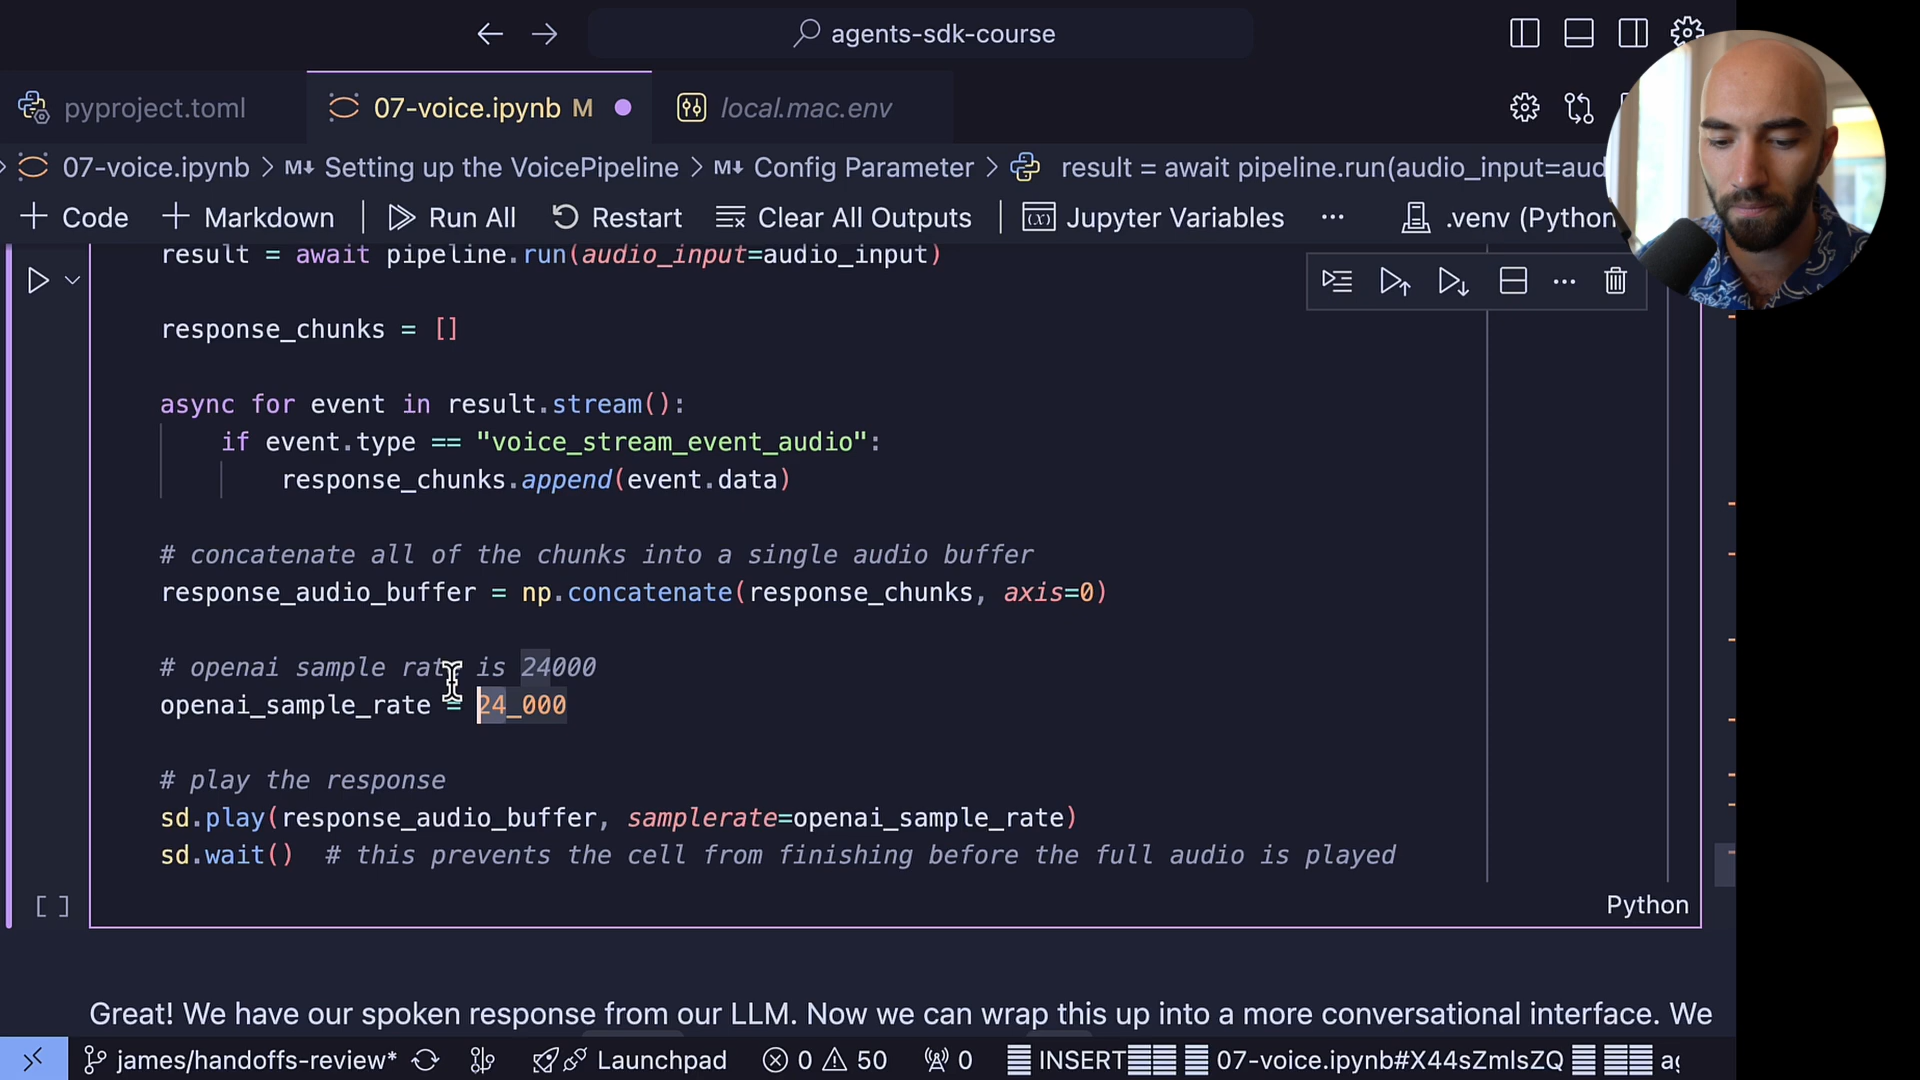 agents-sdk-course
pyproject.toml
07-voice.ipynb M
local.mac.env
07-voice.ipynb > M↓ Setting up the VoicePipeline > M↓ Config Parameter > result = await pipeline.run(audio_input=aud
+ Code + Markdown | Run All Restart Clear All Outputs | Jupyter Variables ... .venv (Python
result = await pipeline.run(audio_input=audio_input)
response_chunks = []
async for event in result.stream():
if event.type == "voice_stream_event_audio":
response_chunks.append(event.data)
# concatenate all of the chunks into a single audio buffer
response_audio_buffer = np.concatenate(response_chunks, axis=0)
# openai sample rate is 24000
openai_sample_rate = 24_000
# play the response
sd.play(response_audio_buffer, samplerate=openai_sample_rate)
sd.wait()  # this prevents the cell from finishing before the full audio is played
[ ]
Python
Great! We have our spoken response from our LLM. Now we can wrap this up into a more conversational interface. We
james/handoffs-review* Launchpad 0 50 0 INSERT 07-voice.ipynb#X44sZmlsZQ